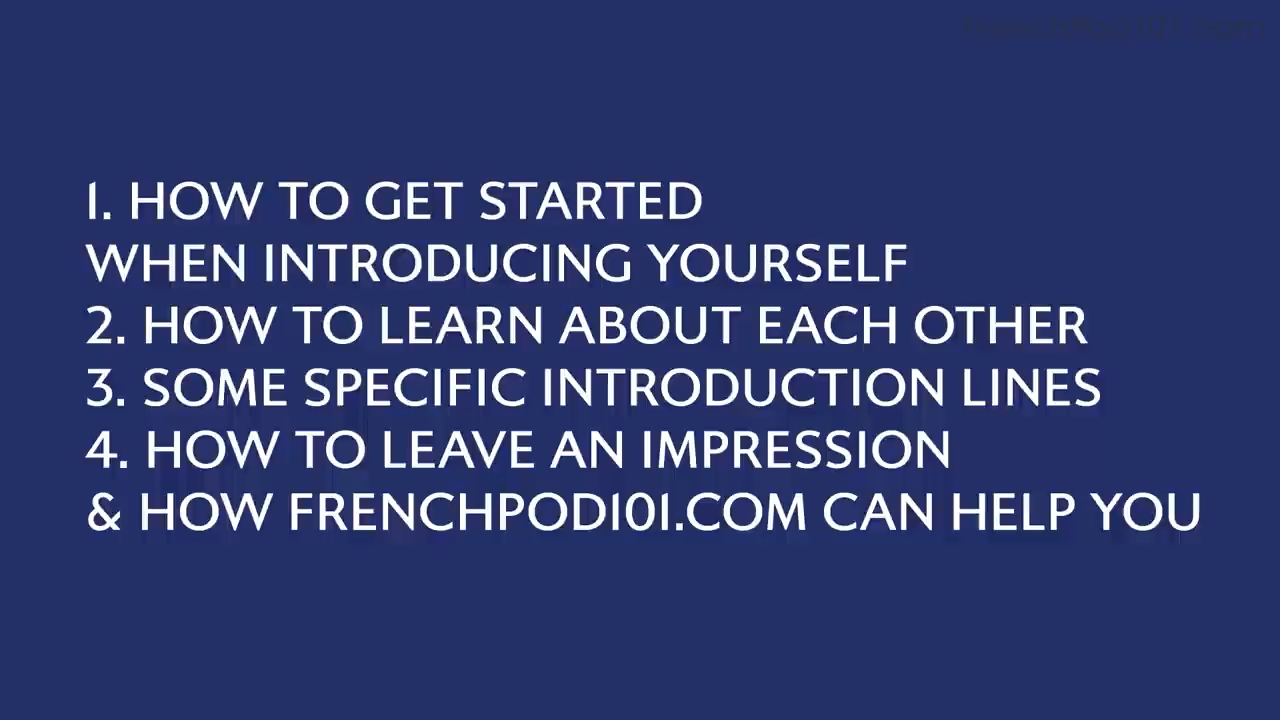 1. HOW TO GET STARTED
WHEN INTRODUCING YOURSELF
2. HOW TO LEARN ABOUT EACH OTHER
3. SOME SPECIFIC INTRODUCTION LINES
4. HOW TO LEAVE AN IMPRESSION
& HOW FRENCHPOD101.COM CAN HELP YOU